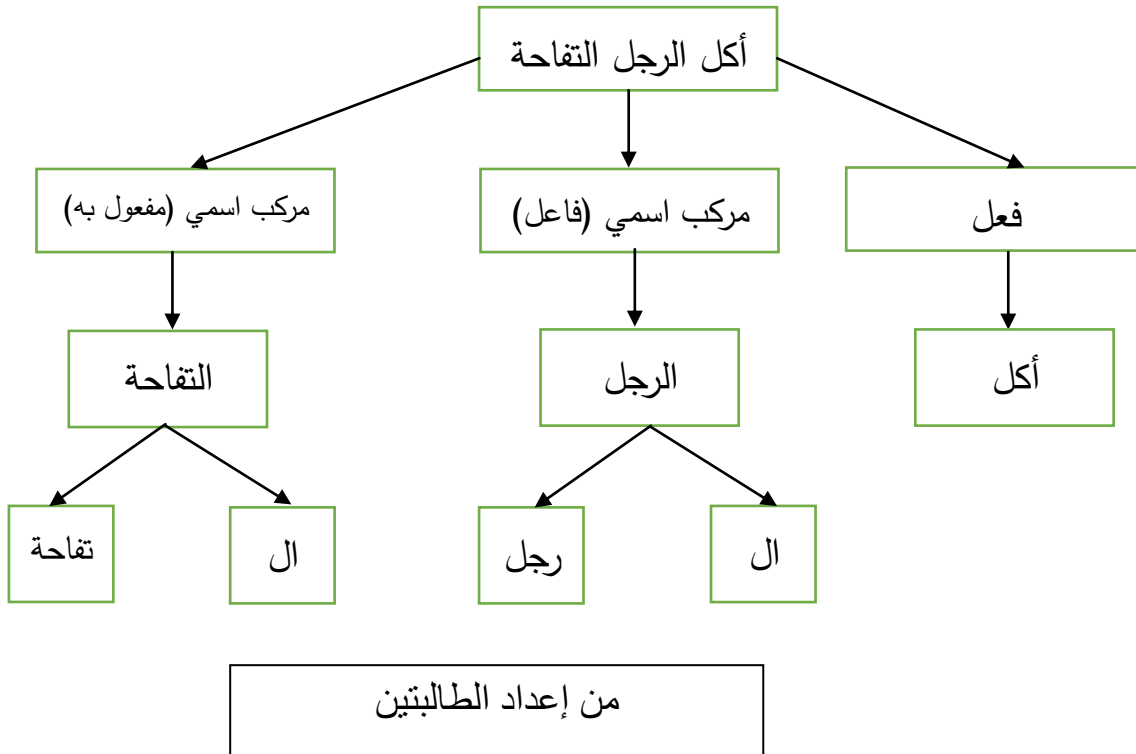 أكل الرجل التفاحة
فعل
مركب اسمي (فاعل)
مركب اسمي (مفعول به)
أكل
الرجل
التفاحة
ال
رجل
ال
تفاحة
من إعداد الطالبتين